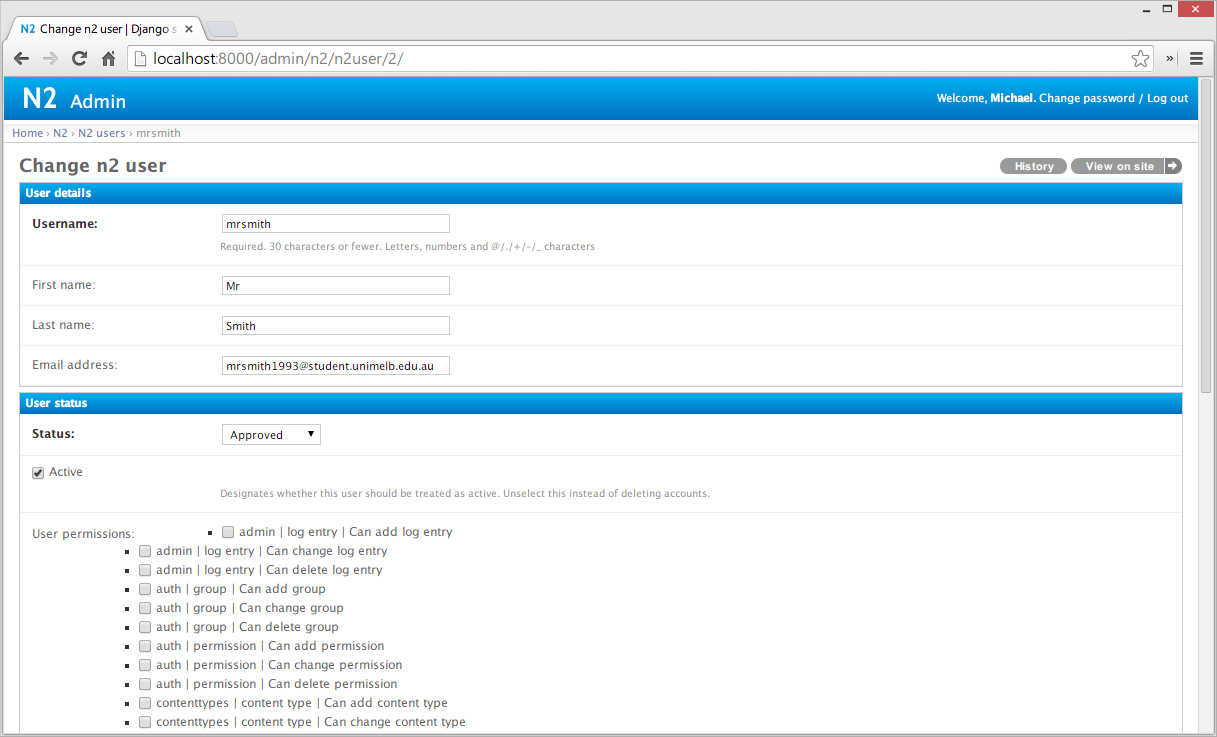 N2 Change n2 user | Django s
localhost:8000/admin/n2/n2user/2/
»
N2 Admin
Welcome, Michael. Change password / Log out
Home › N2 › N2 users › mrsmith
Change n2 user
History
View on site
User details
Username: mrsmith
Required. 30 characters or fewer. Letters, numbers and @/./+/-/_ characters
First name: Mr
Last name: Smith
Email address: mrsmith1993@student.unimelb.edu.au
User status
Status: Approved
Active
Designates whether this user should be treated as active. Unselect this instead of deleting accounts.
User permissions: admin | log entry | Can add log entry
admin | log entry | Can change log entry
admin | log entry | Can delete log entry
auth | group | Can add group
auth | group | Can change group
auth | group | Can delete group
auth | permission | Can add permission
auth | permission | Can change permission
auth | permission | Can delete permission
contenttypes | content type | Can add content type
contenttypes | content type | Can change content type